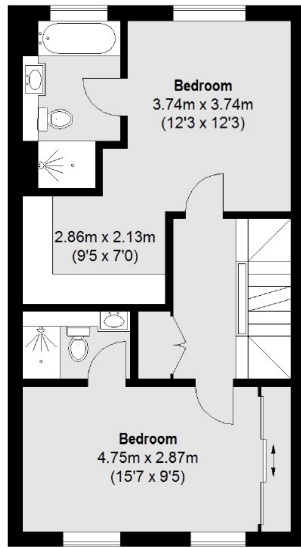 Bedroom
3.74m x 3.74m
(12'3 x 12'3)
2.86m x 2.13m
(9'5 x 7'0)
Bedroom
4.75m x 2.87m
(15'7 x 9'5)